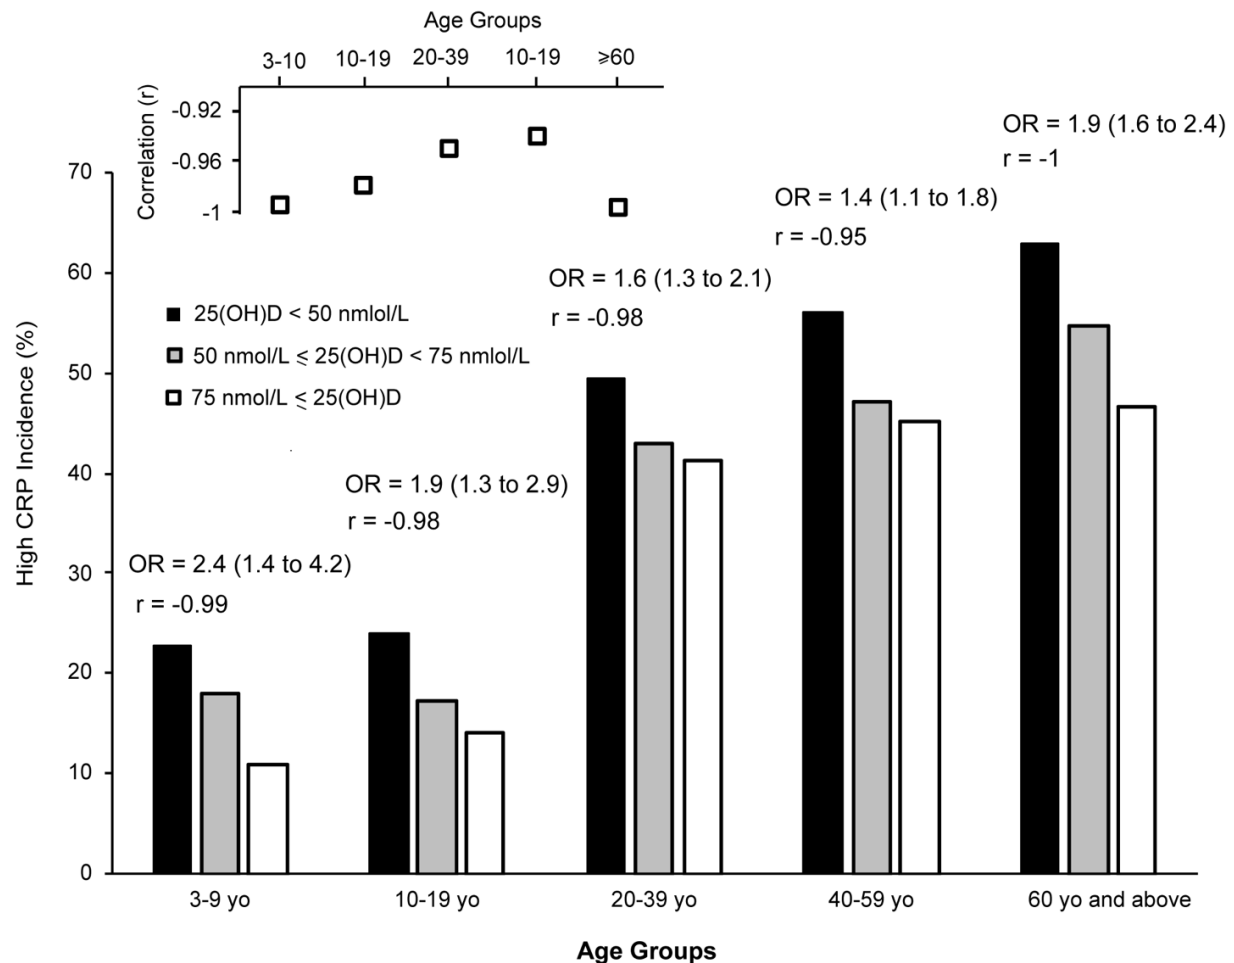 Age Groups
3-10 10-19 20-39 10-19 ≥60
Correlation (r)
-0.92
-0.96
-1
OR = 1.9 (1.6 to 2.4)
r = -1
OR = 1.4 (1.1 to 1.8)
r = -0.95
OR = 1.6 (1.3 to 2.1)
r = -0.98
25(OH)D < 50 nmlol/L
50 nmol/L ≤ 25(OH)D < 75 nmlol/L
75 nmol/L ≤ 25(OH)D
OR = 1.9 (1.3 to 2.9)
r = -0.98
OR = 2.4 (1.4 to 4.2)
r = -0.99
High CRP Incidence (%)
70
60
50
40
30
20
10
0
3-9 yo 10-19 yo 20-39 yo 40-59 yo 60 yo and above
Age Groups